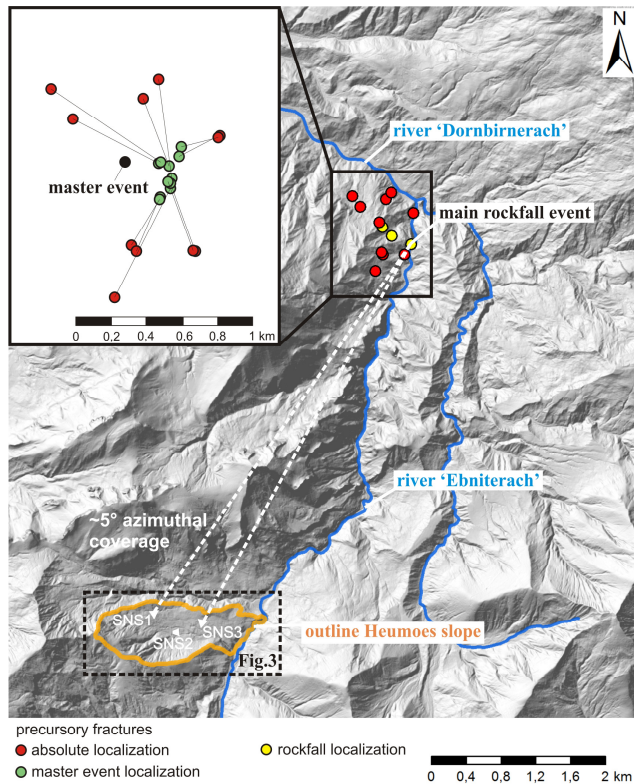 N
river 'Dornbirnerach'
master event
main rockfall event
0 0,2 0,4 0,6 0,8 1 km
river 'Ebniterach'
~5° azimuthal
coverage
SNS1
SNS2
SNS3
outline Heumoes slope
Fig.3
precursory fractures
absolute localization
rockfall localization
master event localization
0 0,4 0,8 1,2 1,6 2 km